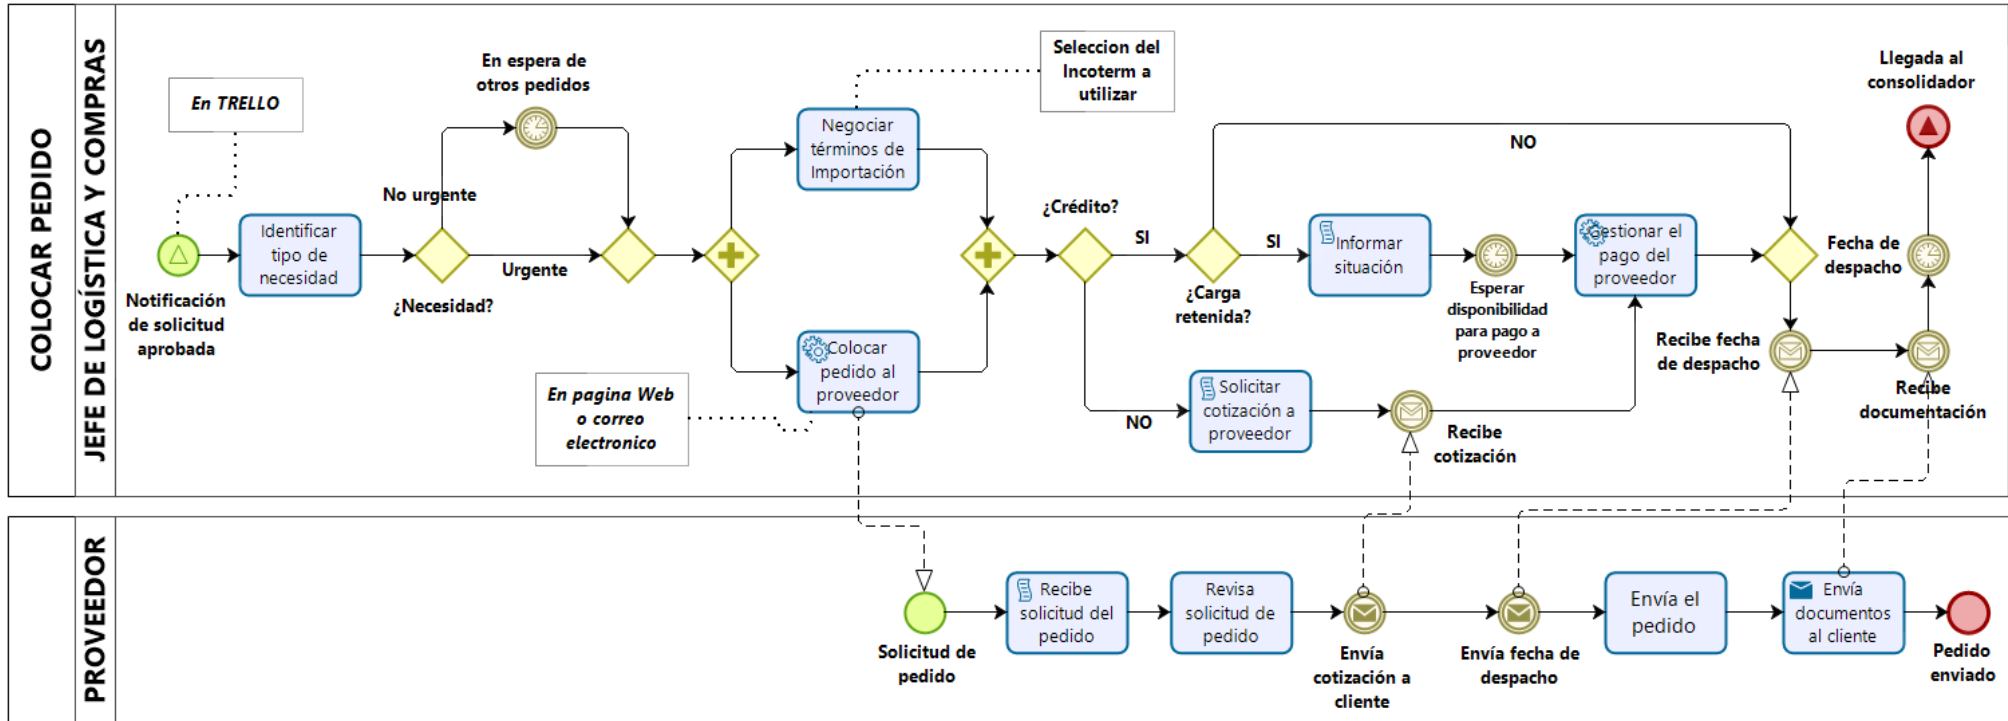 COLOCAR PEDIDO
JEFE DE LOGÍSTICA Y COMPRAS
En TRELLO
Notificación
de solicitud
aprobada
Identificar
tipo de
necesidad
No urgente
¿Necesidad?
Urgente
En espera de
otros pedidos
Seleccion del
Incoterm a
utilizar
Negociar
términos de
Importación
Colocar
pedido al
proveedor
En pagina Web
o correo
electronico
¿Crédito?
SI
NO
¿Carga
retenida?
SI
NO
Informar
situación
Esperar
disponibilidad
para pago a
proveedor
Gestionar el
pago del
proveedor
Solicitar
cotización a
proveedor
Recibe
cotización
Recibe fecha
de despacho
Recibe
documentación
Fecha de
despacho
Llegada al
consolidador
PROVEEDOR
Solicitud de
pedido
Recibe
solicitud del
pedido
Revisa
solicitud de
pedido
Envía
cotización a
cliente
Envía fecha de
despacho
Envía el
pedido
Envía
documentos
al cliente
Pedido
enviado